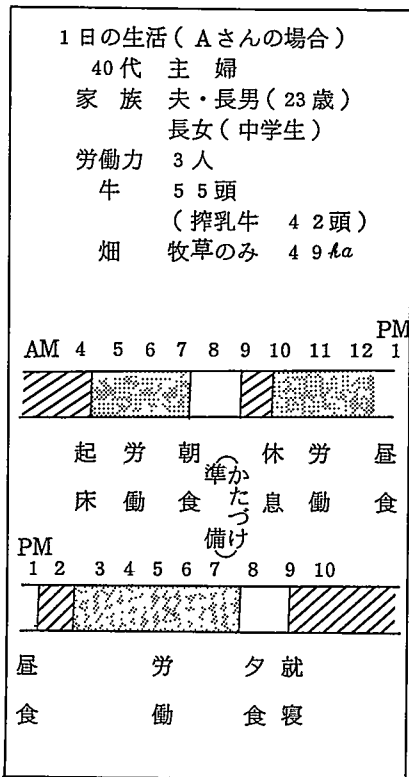 1日の生活(Aさんの場合)
40代 主婦
家族 夫・長男(23歳)
長女(中学生)
労働力 3人
牛 55頭
(搾乳牛 42頭)
畑 牧草のみ 49ha
PM
AM 4 5 6 7 8 9 10 11 12 1
起床 労働 朝食 (準備かたづけ) 休息 労働 昼食
PM
1 2 3 4 5 6 7 8 9 10
昼食 労働 夕食 就寝